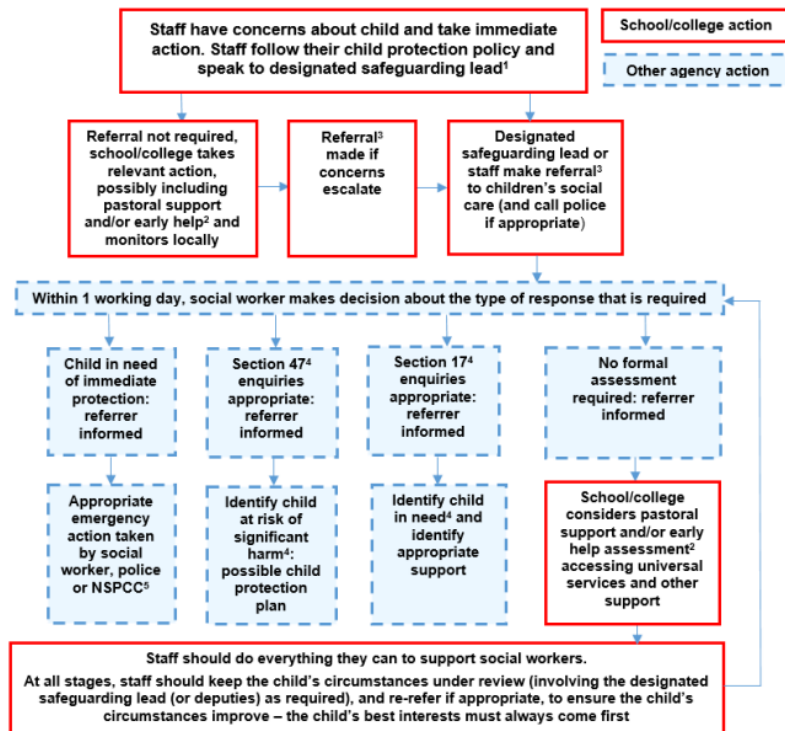 Staff have concerns about child and take immediate
action. Staff follow their child protection policy and
speak to designated safeguarding lead¹
School/college action
Other agency action
Referral not required,
school/college takes
relevant action,
possibly including
pastoral support
and/or early help² and
monitors locally
Referral³
made if
concerns
escalate
Designated
safeguarding lead or
staff make referral³
to children's social
care (and call police
if appropriate)
Within 1 working day, social worker makes decision about the type of response that is required
Child in need
of immediate
protection:
referrer
informed
Section 47⁴
enquiries
appropriate:
referrer
informed
Section 17⁴
enquiries
appropriate:
referrer
informed
No formal
assessment
required: referrer
informed
Appropriate
emergency
action taken
by social
worker, police
or NSPCC⁵
Identify child
at risk of
significant
harm⁴:
possible child
protection
plan
Identify child
in need⁴ and
identify
appropriate
support
School/college
considers pastoral
support and/or early
help assessment²
accessing universal
services and other
support
Staff should do everything they can to support social workers.
At all stages, staff should keep the child's circumstances under review (involving the designated
safeguarding lead (or deputies) as required), and re-refer if appropriate, to ensure the child's
circumstances improve – the child's best interests must always come first